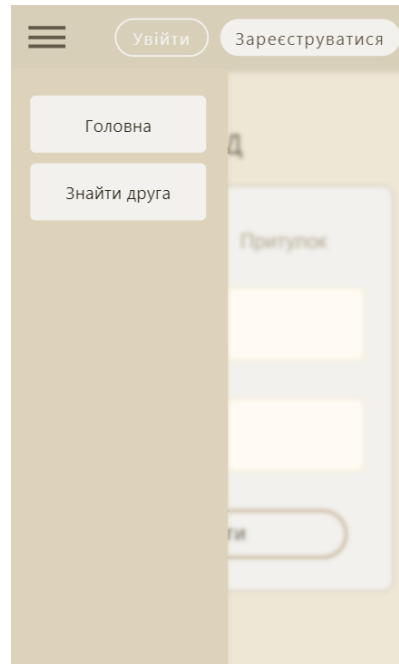 Увійти
Зареєструватися
Головна
Знайти друга
Притулок